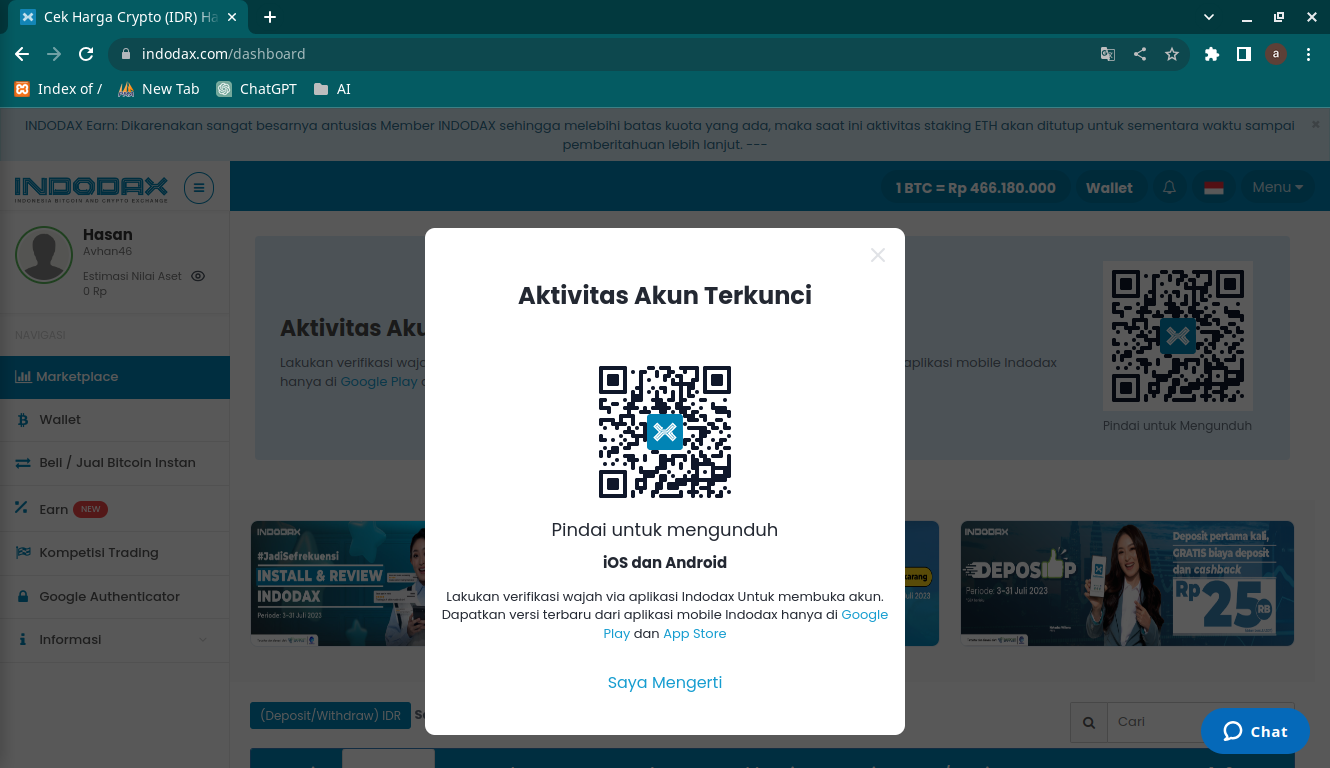 Cek Harga Crypto (IDR) Ha
indodax.com/dashboard
Index of /
New Tab
ChatGPT
AI
INDODAX Earn: Dikarenakan sangat besarnya antusias Member INDODAX sehingga melebihi batas kuota yang ada, maka saat ini aktivitas staking ETH akan ditutup untuk sementara waktu sampai
pemberitahuan lebih lanjut. ---
INDODAX
INDONESIA BITCOIN AND CRYPTO EXCHANGE
1 BTC = Rp 466.180.000
Wallet
Menu
Hasan
Avhan46
Estimasi Nilai Aset
0 Rp
NAVIGASI
Marketplace
Wallet
Beli / Jual Bitcoin Instan
Earn NEW
Kompetisi Trading
Google Authenticator
Informasi
Aktivitas Aku
Lakukan verifikasi waja
aplikasi mobile Indodax
hanya di Google Play
Pindai untuk Mengunduh
Aktivitas Akun Terkunci
Pindai untuk mengunduh
iOS dan Android
Lakukan verifikasi wajah via aplikasi Indodax Untuk membuka akun.
Dapatkan versi terbaru dari aplikasi mobile Indodax hanya di Google
Play dan App Store
Saya Mengerti
INDODAX
#JadiSefrekuensi
INSTALL & REVIEW
INDODAX
Periode: 3-31 Juli 2023
INDODAX
DEPOSIUP
Periode: 3-31 Juli 2023
Deposit pertama kali,
GRATIS biaya deposit
dan cashback
Rp25RB
(Deposit/Withdraw) IDR
Cari
Chat